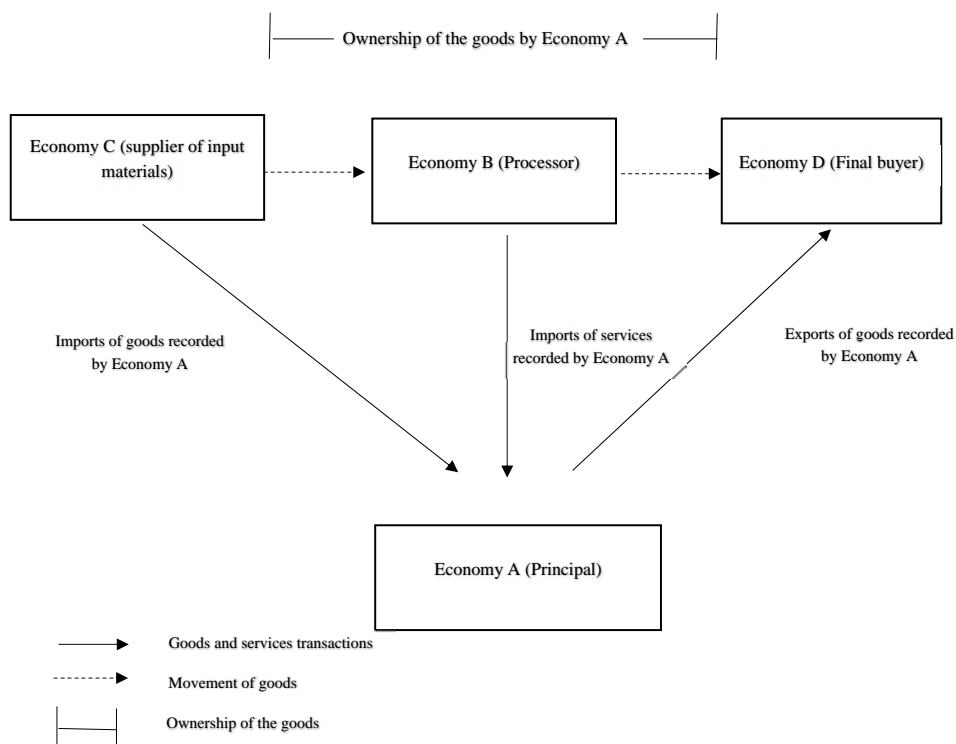 Ownership of the goods by Economy A
Economy C (supplier of input
materials)
Economy B (Processor)
Economy D (Final buyer)
Imports of goods recorded
by Economy A
Imports of services
recorded by Economy A
Exports of goods recorded
by Economy A
Economy A (Principal)
Goods and services transactions
Movement of goods
Ownership of the goods